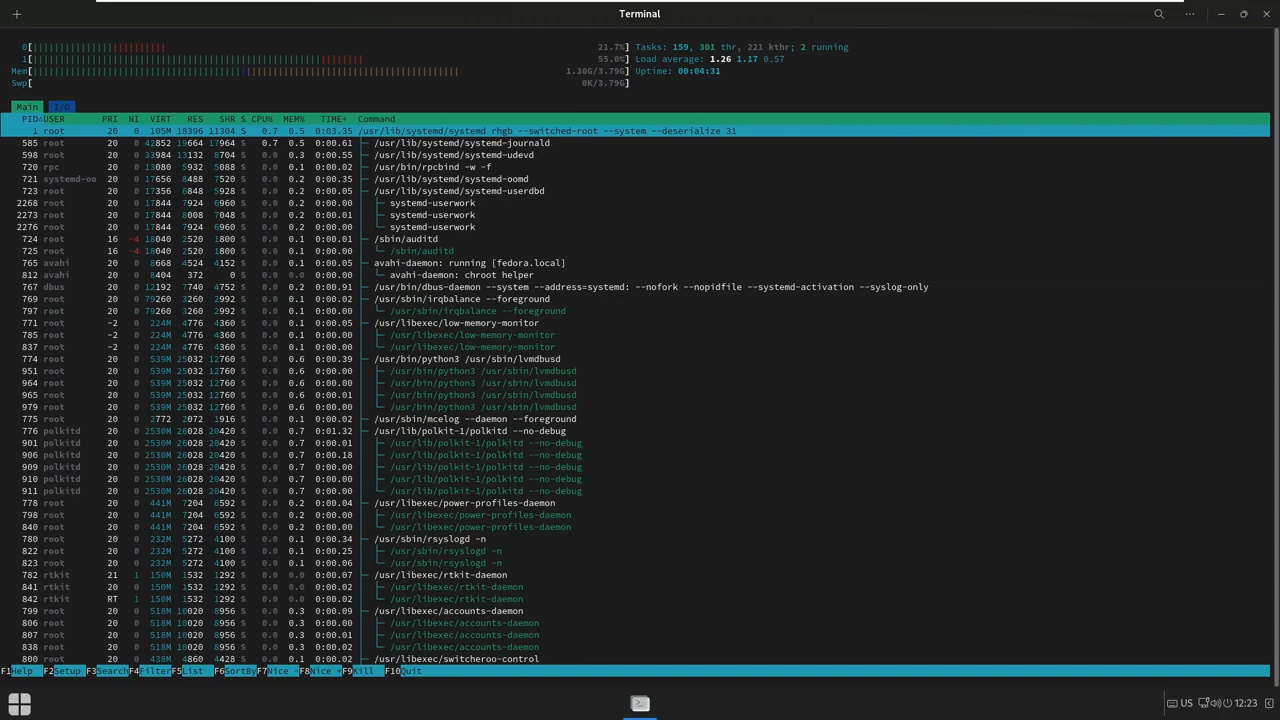 Terminal
0[ 21.7%] Tasks: 159, 301 thr, 221 kthr; 2 running
1[ 55.0%] Load average: 1.26 1.17 0.57
Mem[ 1.30G/3.79G] Uptime: 00:04:31
Swp[ 0K/3.79G]
Main I/O
PID△USER PRI NI VIRT RES SHR S CPU% MEM% TIME+ Command
1 root 20 0 105M 18396 11304 S 0.7 0.5 0:03.35 /usr/lib/systemd/systemd rhgb --switched-root --system --deserialize 31
585 root 20 0 42852 19664 17964 S 0.7 0.5 0:00.61 ├─ /usr/lib/systemd/systemd-journald
598 root 20 0 33984 13132 8704 S 0.0 0.3 0:00.55 ├─ /usr/lib/systemd/systemd-udevd
720 rpc 20 0 13080 5932 5088 S 0.0 0.1 0:00.02 ├─ /usr/bin/rpcbind -w -f
721 systemd-oo 20 0 17656 8488 7520 S 0.0 0.2 0:00.35 ├─ /usr/lib/systemd/systemd-oomd
723 root 20 0 17356 6848 5928 S 0.0 0.2 0:00.05 ├─ /usr/lib/systemd/systemd-userdbd
2268 root 20 0 17844 7924 6960 S 0.0 0.2 0:00.00 │ ├─ systemd-userwork
2273 root 20 0 17844 8008 7048 S 0.0 0.2 0:00.00 │ ├─ systemd-userwork
2276 root 20 0 17844 7924 6960 S 0.0 0.2 0:00.00 │ └─ systemd-userwork
724 root 16 -4 18040 2520 1800 S 0.0 0.1 0:00.01 ├─ /sbin/auditd
725 root 16 -4 18040 2520 1800 S 0.0 0.1 0:00.00 │ └─ /sbin/auditd
765 avahi 20 0 8668 4524 4152 S 0.0 0.1 0:00.05 ├─ avahi-daemon: running [fedora.local]
812 avahi 20 0 8404 372 0 S 0.0 0.0 0:00.00 │ └─ avahi-daemon: chroot helper
767 dbus 20 0 12192 7740 4752 S 0.0 0.2 0:00.91 ├─ /usr/bin/dbus-daemon --system --address=systemd: --nofork --nopidfile --systemd-activation --syslog-only
769 root 20 0 79260 3260 2992 S 0.0 0.1 0:00.02 ├─ /usr/sbin/irqbalance --foreground
797 root 20 0 79260 3260 2992 S 0.0 0.1 0:00.00 │ └─ /usr/sbin/irqbalance --foreground
771 root -2 0 224M 4776 4360 S 0.0 0.1 0:00.05 ├─ /usr/libexec/low-memory-monitor
785 root -2 0 224M 4776 4360 S 0.0 0.1 0:00.00 │ ├─ /usr/libexec/low-memory-monitor
837 root -2 0 224M 4776 4360 S 0.0 0.1 0:00.00 │ └─ /usr/libexec/low-memory-monitor
774 root 20 0 539M 25032 12760 S 0.0 0.6 0:00.39 ├─ /usr/bin/python3 /usr/sbin/lvmdbusd
951 root 20 0 539M 25032 12760 S 0.0 0.6 0:00.00 │ ├─ /usr/bin/python3 /usr/sbin/lvmdbusd
964 root 20 0 539M 25032 12760 S 0.0 0.6 0:00.00 │ ├─ /usr/bin/python3 /usr/sbin/lvmdbusd
965 root 20 0 539M 25032 12760 S 0.0 0.6 0:00.01 │ ├─ /usr/bin/python3 /usr/sbin/lvmdbusd
979 root 20 0 539M 25032 12760 S 0.0 0.6 0:00.00 │ └─ /usr/bin/python3 /usr/sbin/lvmdbusd
775 root 20 0 2772 2072 1916 S 0.0 0.1 0:00.02 ├─ /usr/sbin/mcelog --daemon --foreground
776 polkitd 20 0 2530M 26028 20420 S 0.0 0.7 0:01.32 ├─ /usr/lib/polkit-1/polkitd --no-debug
901 polkitd 20 0 2530M 26028 20420 S 0.0 0.7 0:00.01 │ ├─ /usr/lib/polkit-1/polkitd --no-debug
906 polkitd 20 0 2530M 26028 20420 S 0.0 0.7 0:00.18 │ ├─ /usr/lib/polkit-1/polkitd --no-debug
909 polkitd 20 0 2530M 26028 20420 S 0.0 0.7 0:00.00 │ ├─ /usr/lib/polkit-1/polkitd --no-debug
910 polkitd 20 0 2530M 26028 20420 S 0.0 0.7 0:00.00 │ ├─ /usr/lib/polkit-1/polkitd --no-debug
911 polkitd 20 0 2530M 26028 20420 S 0.0 0.7 0:00.00 │ └─ /usr/lib/polkit-1/polkitd --no-debug
778 root 20 0 441M 7204 6592 S 0.0 0.2 0:00.04 ├─ /usr/libexec/power-profiles-daemon
798 root 20 0 441M 7204 6592 S 0.0 0.2 0:00.00 │ ├─ /usr/libexec/power-profiles-daemon
840 root 20 0 441M 7204 6592 S 0.0 0.2 0:00.00 │ └─ /usr/libexec/power-profiles-daemon
780 root 20 0 232M 5272 4100 S 0.0 0.1 0:00.34 ├─ /usr/sbin/rsyslogd -n
822 root 20 0 232M 5272 4100 S 0.0 0.1 0:00.25 │ ├─ /usr/sbin/rsyslogd -n
823 root 20 0 232M 5272 4100 S 0.0 0.1 0:00.06 │ └─ /usr/sbin/rsyslogd -n
782 rtkit 21 1 150M 1532 1292 S 0.0 0.0 0:00.07 ├─ /usr/libexec/rtkit-daemon
841 rtkit 20 0 150M 1532 1292 S 0.0 0.0 0:00.02 │ ├─ /usr/libexec/rtkit-daemon
842 rtkit RT 1 150M 1532 1292 S 0.0 0.0 0:00.02 │ └─ /usr/libexec/rtkit-daemon
799 root 20 0 518M 10020 8956 S 0.0 0.3 0:00.09 ├─ /usr/libexec/accounts-daemon
806 root 20 0 518M 10020 8956 S 0.0 0.3 0:00.00 │ ├─ /usr/libexec/accounts-daemon
807 root 20 0 518M 10020 8956 S 0.0 0.3 0:00.01 │ ├─ /usr/libexec/accounts-daemon
838 root 20 0 518M 10020 8956 S 0.0 0.3 0:00.00 │ └─ /usr/libexec/accounts-daemon
800 root 20 0 438M 4860 4428 S 0.0 0.1 0:00.02 ├─ /usr/libexec/switcheroo-control
F1Help F2Setup F3SearchF4FilterF5List F6SortByF7Nice -F8Nice +F9Kill F10Quit
US 12:23